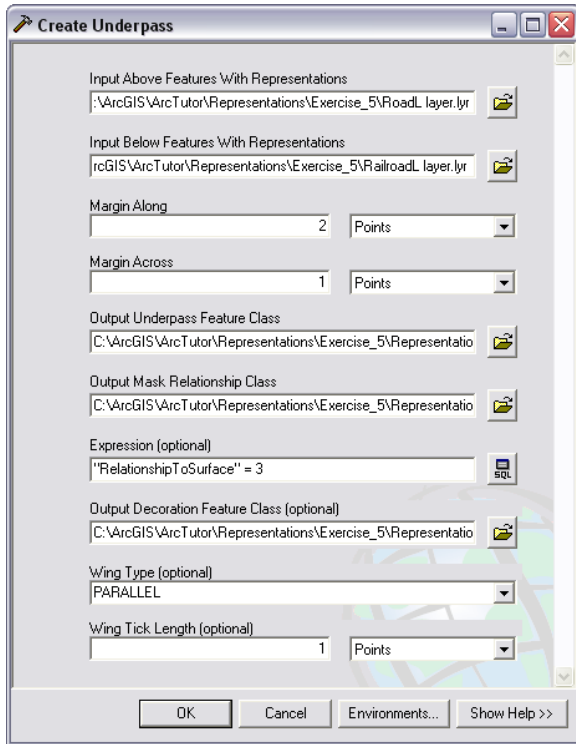 Create Underpass
Input Above Features With Representations
:\ArcGIS\ArcTutor\Representations\Exercise_5\RoadL layer.lyr
Input Below Features With Representations
rcGIS\ArcTutor\Representations\Exercise_5\RailroadL layer.lyr
Margin Along
2 Points
Margin Across
1 Points
Output Underpass Feature Class
C:\ArcGIS\ArcTutor\Representations\Exercise_5\Representatio
Output Mask Relationship Class
C:\ArcGIS\ArcTutor\Representations\Exercise_5\Representatio
Expression (optional)
"RelationshipToSurface" = 3
SQL
Output Decoration Feature Class (optional)
C:\ArcGIS\ArcTutor\Representations\Exercise_5\Representatio
Wing Type (optional)
PARALLEL
Wing Tick Length (optional)
1 Points
OK Cancel Environments... Show Help >>